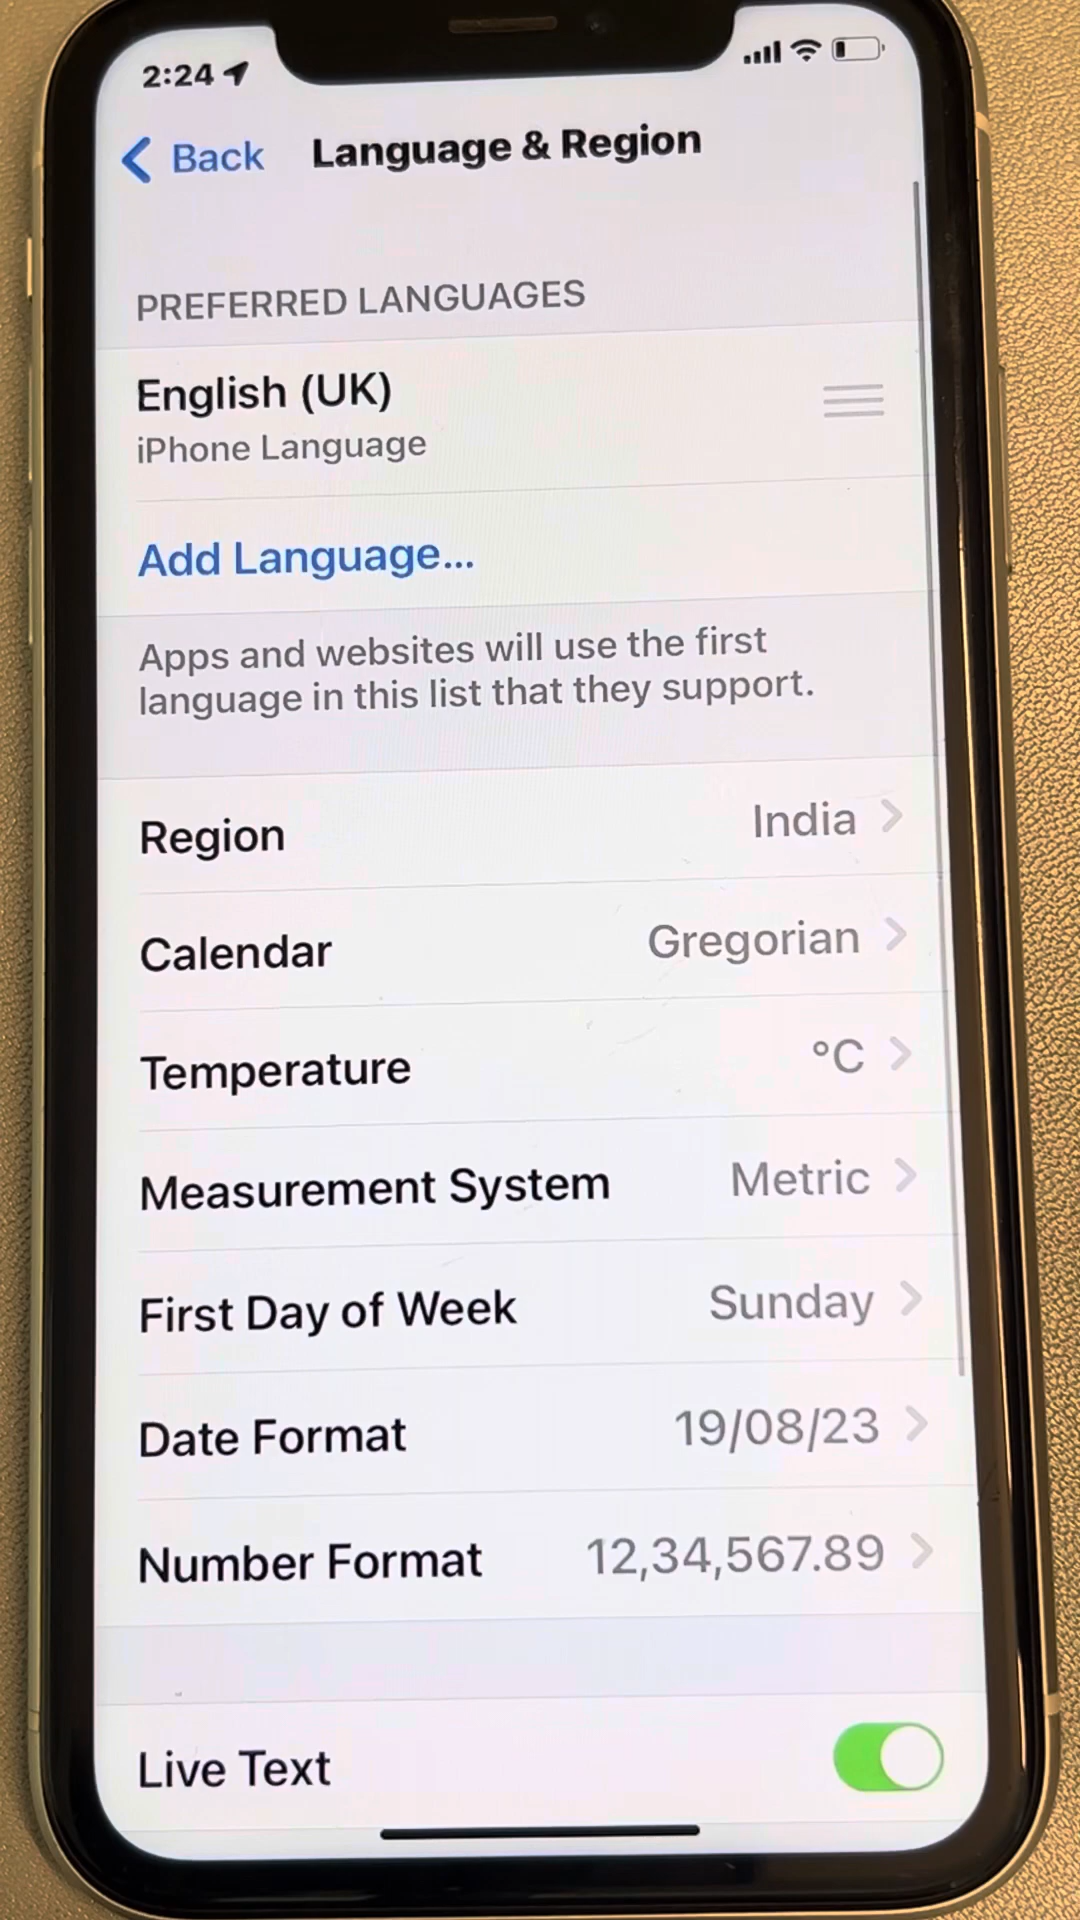 2:24
Back
Language & Region
PREFERRED LANGUAGES
English (UK)
iPhone Language
Add Language...
Apps and websites will use the first
language in this list that they support.
Region India
Calendar Gregorian
Temperature °C
Measurement System Metric
First Day of Week Sunday
Date Format 19/08/23
Number Format 12,34,567.89
Live Text